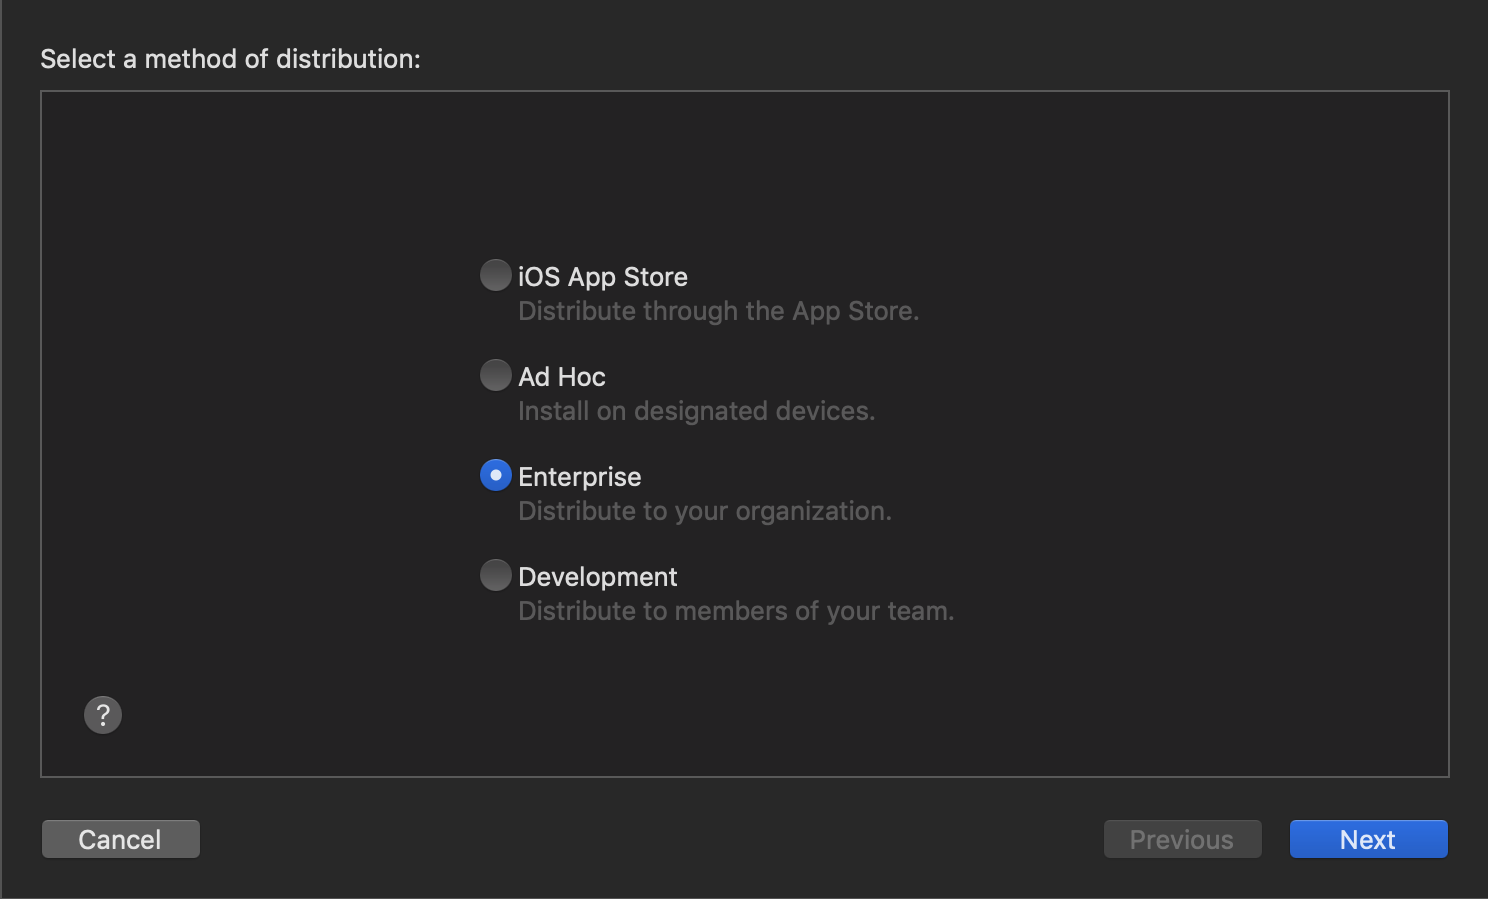 Select a method of distribution:
iOS App Store
Distribute through the App Store.
Ad Hoc
Install on designated devices.
Enterprise
Distribute to your organization.
Development
Distribute to members of your team.
?
Cancel
Previous
Next